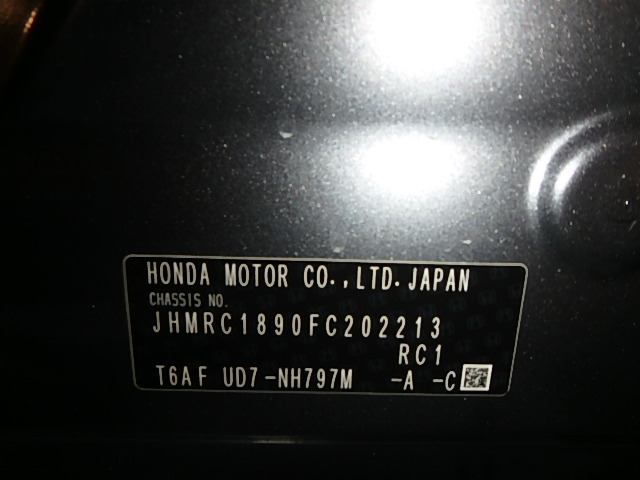 HONDA MOTOR CO.,LTD.JAPAN
CHASSIS NO.
JHMRC1890FC202213
RC1
T6AF UD7-NH797M -A -C